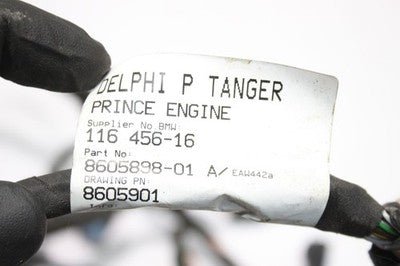 DELPHI P TANGER
PRINCE ENGINE
Supplier No BMW:
116 456-16
Part No:
8605898-01 A/ EAW442a
DRAWING PN:
8605901